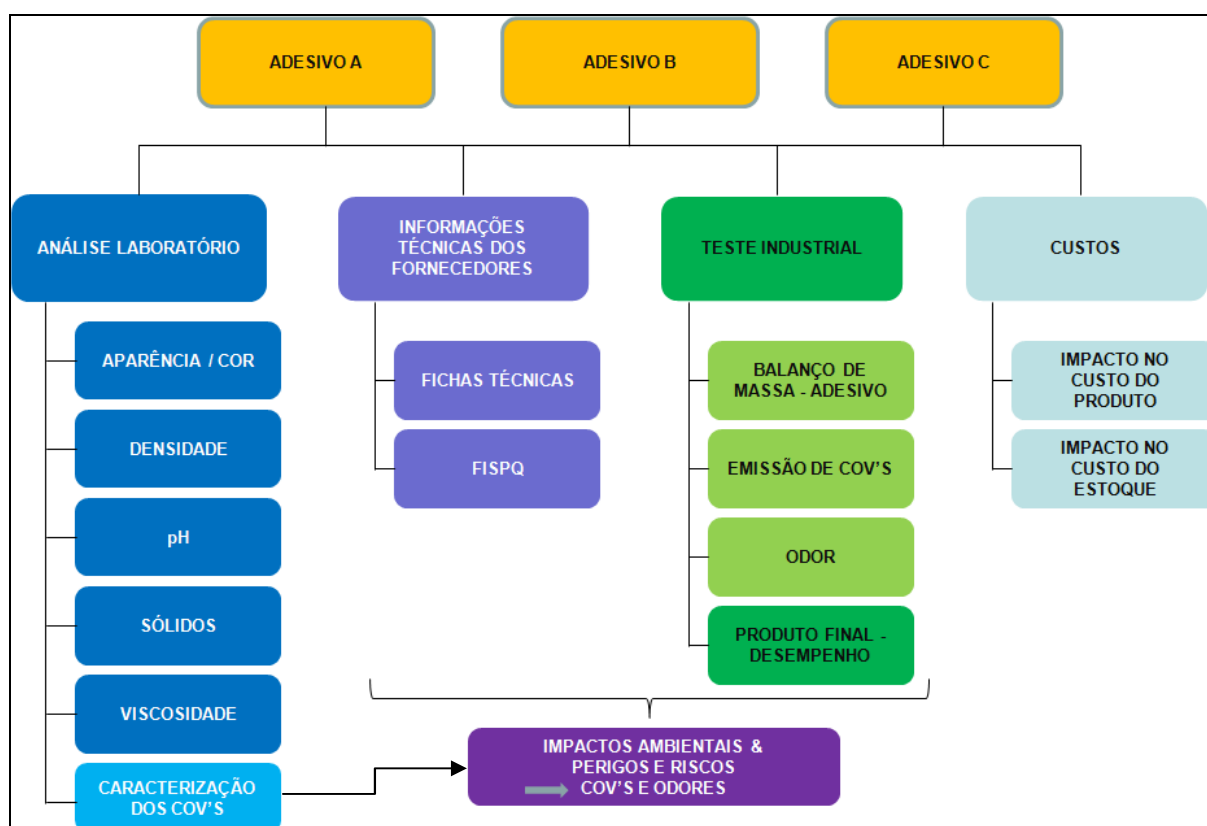 ADESIVO A
ADESIVO B
ADESIVO C
ANÁLISE LABORATÓRIO
INFORMAÇÕES
TÉCNICAS DOS
FORNECEDORES
TESTE INDUSTRIAL
CUSTOS
APARÊNCIA / COR
DENSIDADE
pH
SÓLIDOS
VISCOSIDADE
CARACTERIZAÇÃO
DOS COV'S
FICHAS TÉCNICAS
FISPQ
BALANÇO DE
MASSA - ADESIVO
EMISSÃO DE COV'S
ODOR
PRODUTO FINAL -
DESEMPENHO
IMPACTO NO
CUSTO DO
PRODUTO
IMPACTO NO
CUSTO DO
ESTOQUE
IMPACTOS AMBIENTAIS &
PERIGOS E RISCOS
COV'S E ODORES